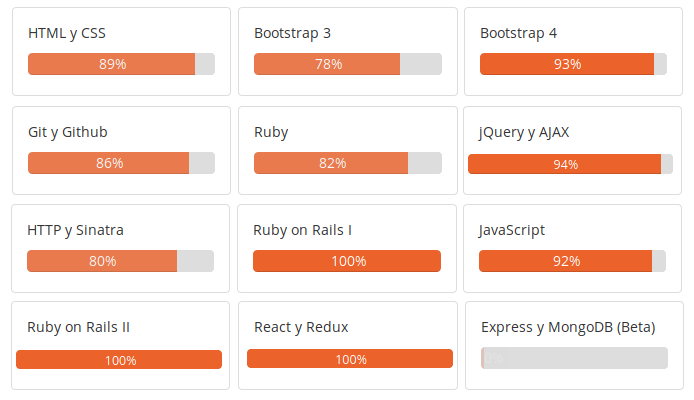 HTML y CSS
89%
Bootstrap 3
78%
Bootstrap 4
93%
Git y Github
86%
Ruby
82%
jQuery y AJAX
94%
HTTP y Sinatra
80%
Ruby on Rails I
100%
JavaScript
92%
Ruby on Rails II
100%
React y Redux
100%
Express y MongoDB (Beta)